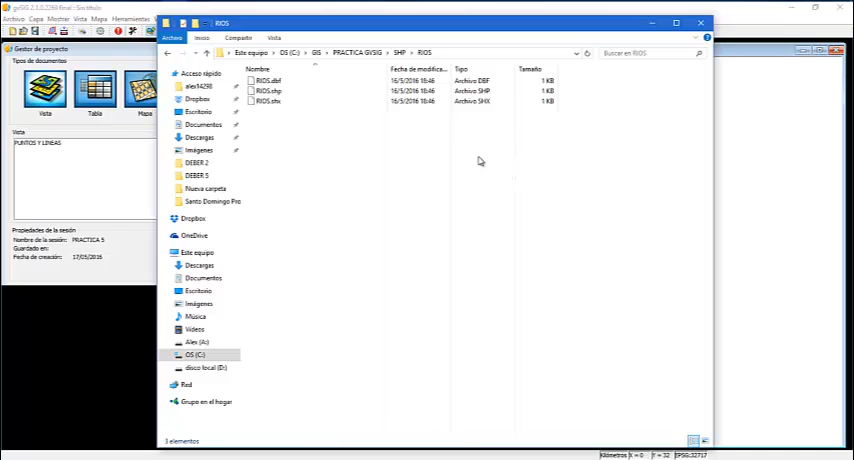 gvSIG 2.3.0.2269 final : Sin título
RIOS
Archivo Capa Mostrar Vista Mapa Herramientas
Archivo Inicio Compartir Vista
Este equipo > OS (C:) > GIS > PRACTICA GVSIG > SHP > RIOS
Buscar en RIOS
Gestor de proyecto
Tipos de documentos
Vista
Tabla
Mapa
Vista
PUNTOS Y LINEAS
Propiedades de la sesión
Nombre de la sesión: PRACTICA 5
Guardado en:
Fecha de creación: 17/05/2016
Acceso rápido
alex14298
Dropbox
Escritorio
Documentos
Descargas
Imágenes
DEBER 2
DEBER 5
Nueva carpeta
Santo Domingo Pro
Dropbox
OneDrive
Este equipo
Descargas
Documentos
Escritorio
Imágenes
Música
Vídeos
Alex (A:)
OS (C:)
disco local (D:)
Red
Grupo en el hogar
Nombre Fecha de modifica... Tipo Tamaño
RIOS.dbf 16/5/2016 18:46 Archivo DBF 1 KB
RIOS.shp 16/5/2016 18:46 Archivo SHP 1 KB
RIOS.shx 16/5/2016 18:46 Archivo SHX 1 KB
3 elementos
Kilómetros X = 0 Y = 32 EPSG:32717